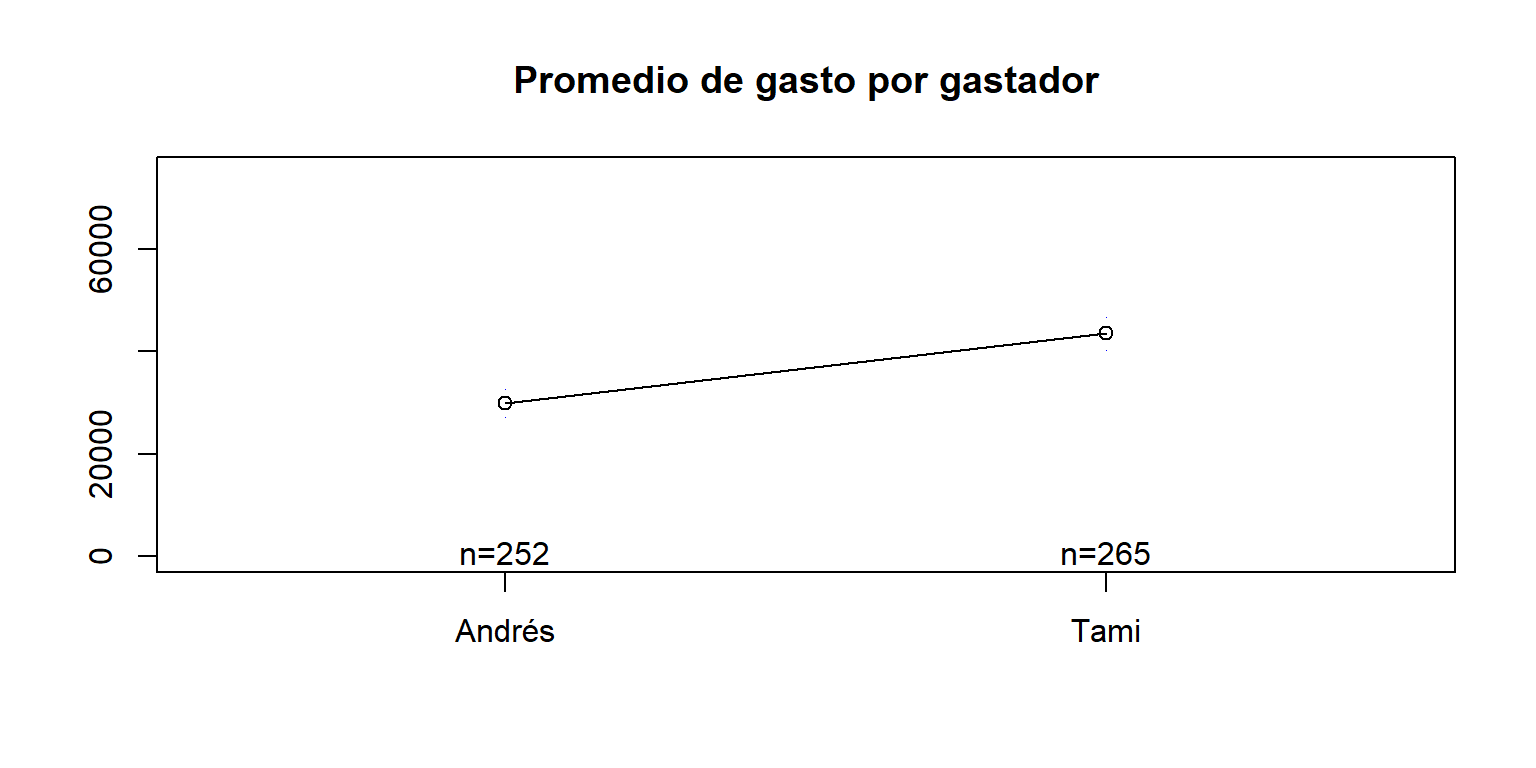 Promedio de gasto por gastador
60000
20000
0
n=252
n=265
Andrés
Tami